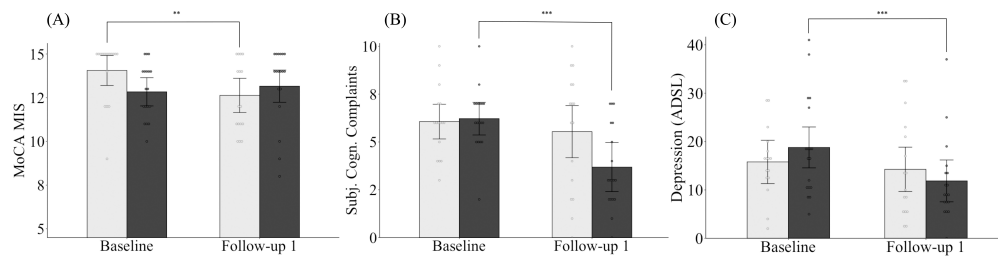 (A)
**
MoCA MIS
15
12
10
8
5
Baseline
Follow-up 1
(B)
***
Subj. Cogn. Complaints
10
8
5
2
0
Baseline
Follow-up 1
(C)
***
Depression (ADSL)
40
30
20
10
0
Baseline
Follow-up 1